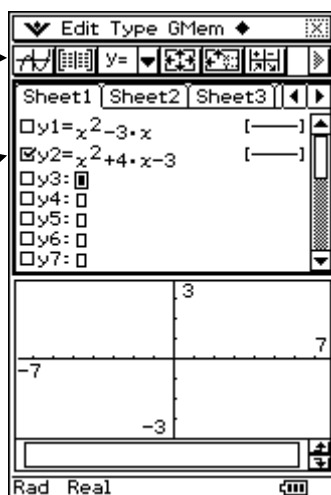 Edit Type GMem ◆
y=
Sheet1 Sheet2 Sheet3
y1=x²-3·x [—]
y2=x²+4·x-3 [—]
y3:
y4:
y5:
y6:
y7:
3
7
-7
-3
Rad Real